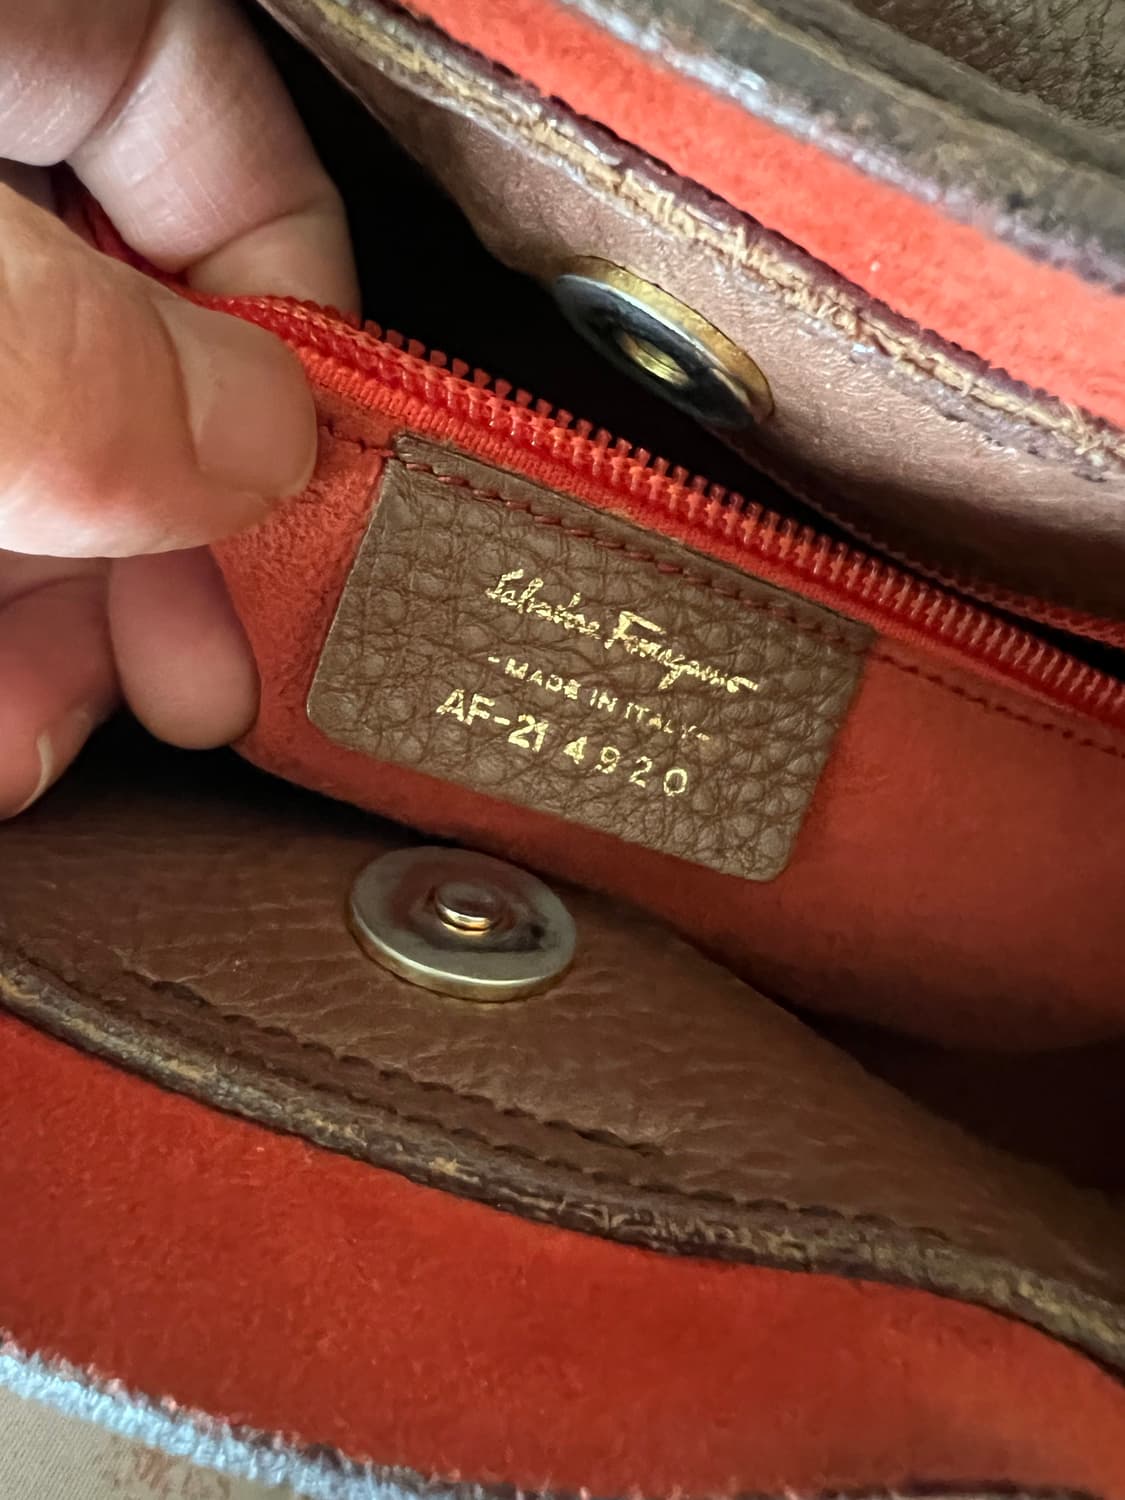 Salvatore Ferragamo
-MADE IN ITALY-
AF-21 4920